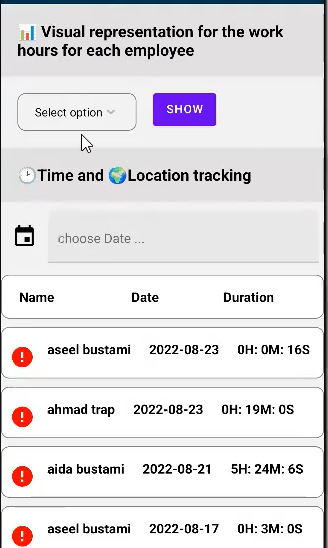 📊 Visual representation for the work
hours for each employee
Select option
SHOW
🕑Time and 🌍Location tracking
choose Date ...
Name Date Duration
aseel bustami 2022-08-23 0H: 0M: 16S
ahmad trap 2022-08-23 0H: 19M: 0S
aida bustami 2022-08-21 5H: 24M: 6S
aseel bustami 2022-08-17 0H: 3M: 0S